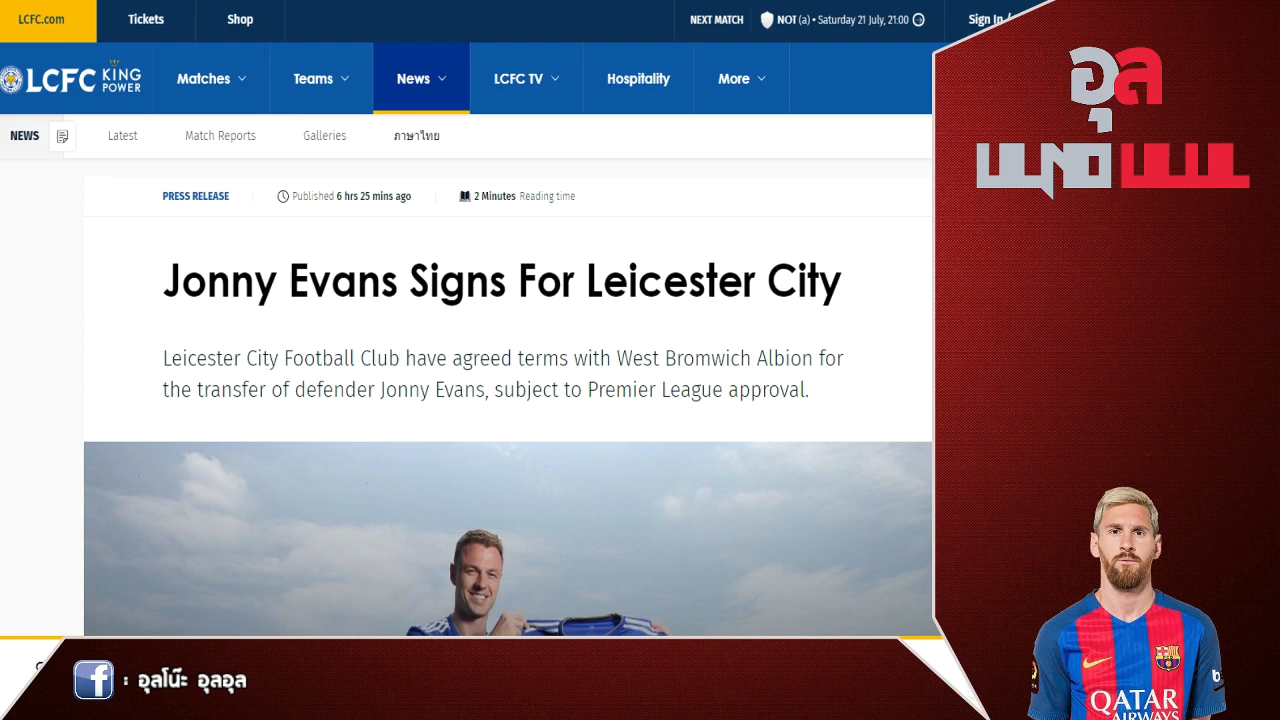 LCFC.com Tickets Shop NEXT MATCH NOT (a) • Saturday 21 July, 21:00 Sign In /
LCFC KING POWER Matches Teams News LCFC TV Hospitality More
NEWS Latest Match Reports Galleries ภาษาไทย
PRESS RELEASE Published 6 hrs 25 mins ago 2 Minutes Reading time
Jonny Evans Signs For Leicester City
Leicester City Football Club have agreed terms with West Bromwich Albion for
the transfer of defender Jonny Evans, subject to Premier League approval.
อุล
QATAR
AIRWAYS
f : อุลโน๊ะ อุลอุล